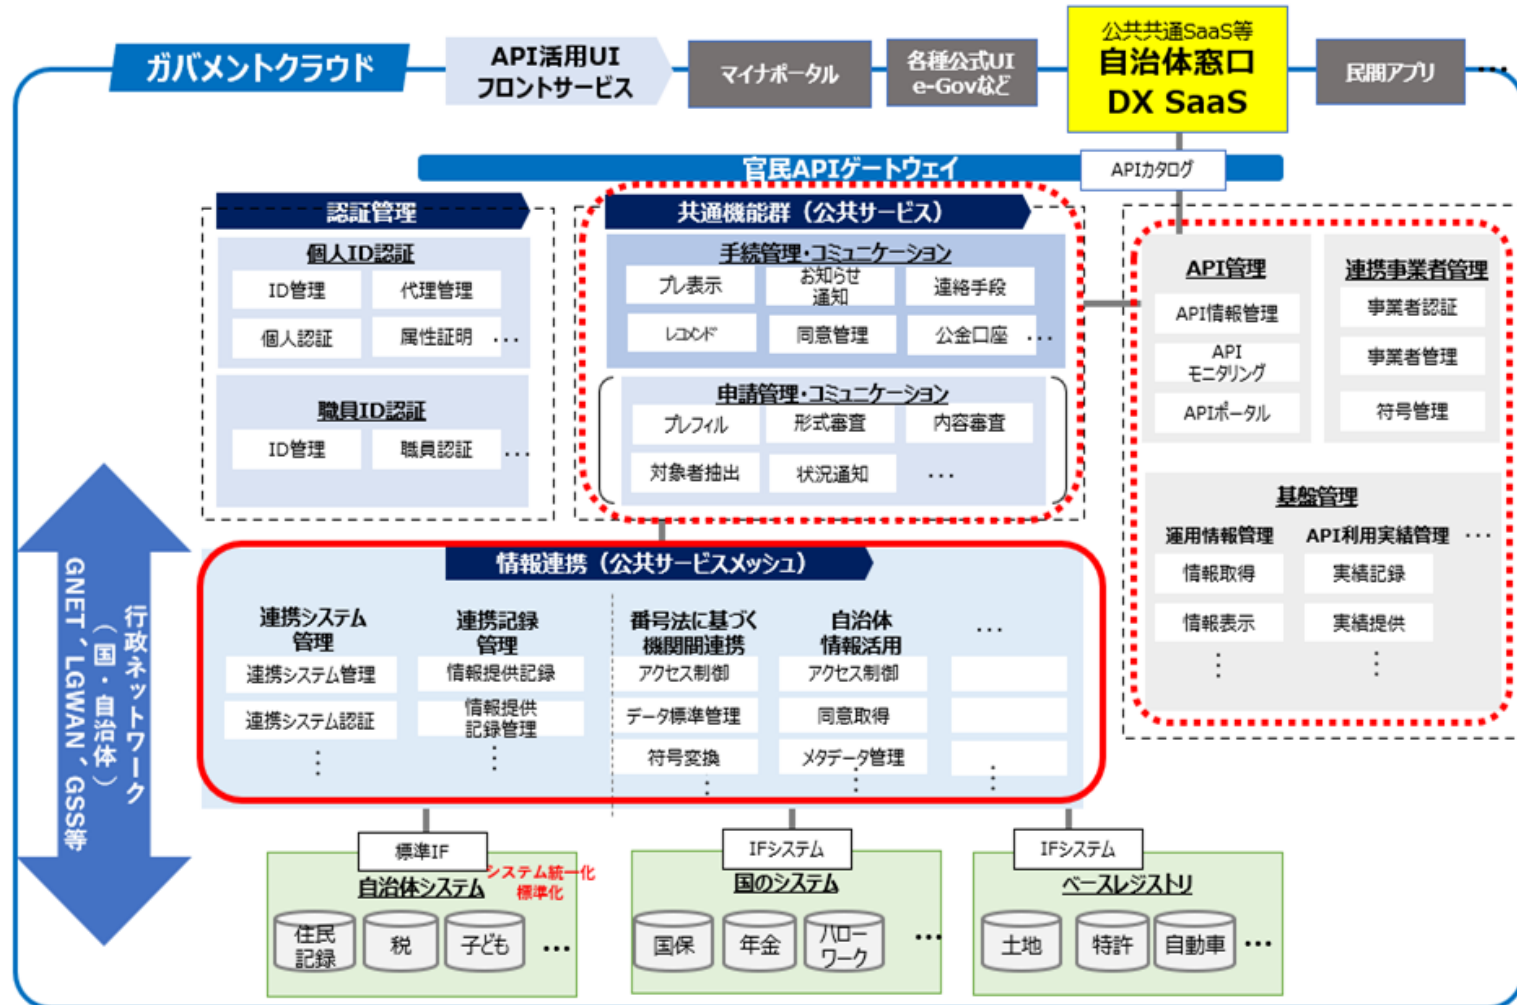 ガバメントクラウド
API活用UI
フロントサービス
マイナポータル
各種公式UI
e-Govなど
公共共通SaaS等
自治体窓口
DX SaaS
民間アプリ
…
官民APIゲートウェイ
APIカタログ
認証管理
個人ID認証
ID管理
代理管理
個人認証
属性証明
…
職員ID認証
ID管理
職員認証
…
共通機能群（公共サービス）
手続管理・コミュニケーション
プレ表示
お知らせ
通知
連絡手段
レコメンド
同意管理
公金口座
…
申請管理・コミュニケーション
プレフィル
形式審査
内容審査
対象者抽出
状況通知
…
API管理
API情報管理
API
モニタリング
APIポータル
連携事業者管理
事業者認証
事業者管理
符号管理
基盤管理
運用情報管理
情報取得
情報表示
⋮
API利用実績管理
実績記録
実績提供
⋮
…
行政ネットワーク
（国・自治体）
GNET、LGWAN、GSS等
情報連携（公共サービスメッシュ）
連携システム
管理
連携システム管理
連携システム認証
⋮
連携記録
管理
情報提供記録
情報提供
記録管理
⋮
番号法に基づく
機関間連携
アクセス制御
データ標準管理
符号変換
⋮
自治体
情報活用
アクセス制御
同意取得
メタデータ管理
⋮
…
⋮
標準IF
自治体システム
システム統一化
標準化
住民
記録
税
子ども
…
IFシステム
国のシステム
国保
年金
ハロー
ワーク
…
IFシステム
ベースレジストリ
土地
特許
自動車
…